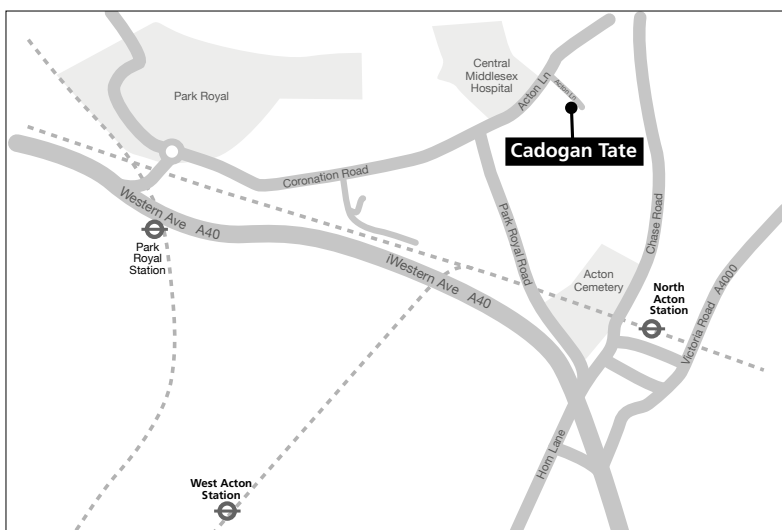 Central
Middlesex
Hospital
Acton Ln
Acton Ln
Park Royal
Cadogan Tate
Coronation Road
Western Ave A40
Park
Royal
Station
Park Royal Road
Chase Road
iWestern Ave A40
Acton
Cemetery
North
Acton
Station
Victoria Road A4000
Horn Lane
West Acton
Station